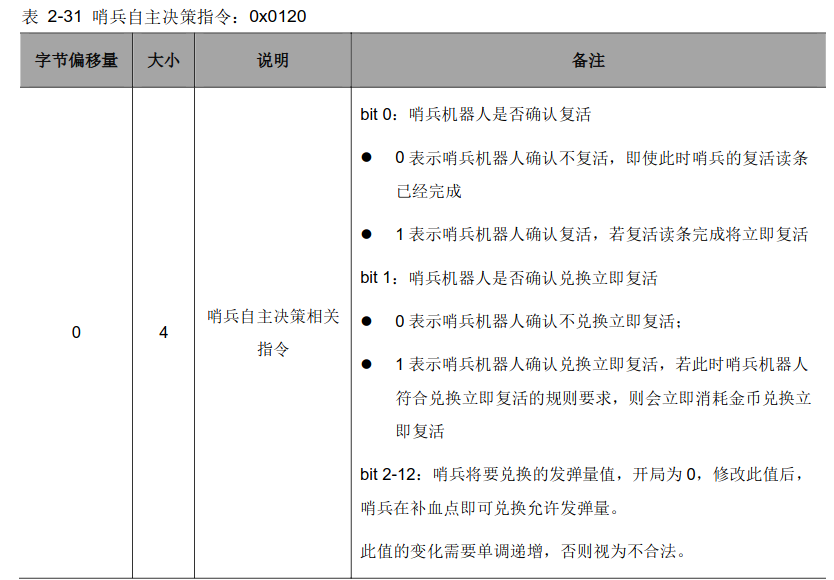 表 2-31 哨兵自主决策指令：0x0120
字节偏移量 大小 说明 备注
0
4
哨兵自主决策相关
指令
bit 0：哨兵机器人是否确认复活
● 0 表示哨兵机器人确认不复活，即使此时哨兵的复活读条
已经完成
● 1 表示哨兵机器人确认复活，若复活读条完成将立即复活
bit 1：哨兵机器人是否确认兑换立即复活
● 0 表示哨兵机器人确认不兑换立即复活；
● 1 表示哨兵机器人确认兑换立即复活，若此时哨兵机器人
符合兑换立即复活的规则要求，则会立即消耗金币兑换立
即复活
bit 2-12：哨兵将要兑换的发弹量值，开局为 0，修改此值后，
哨兵在补血点即可兑换允许发弹量。
此值的变化需要单调递增，否则视为不合法。